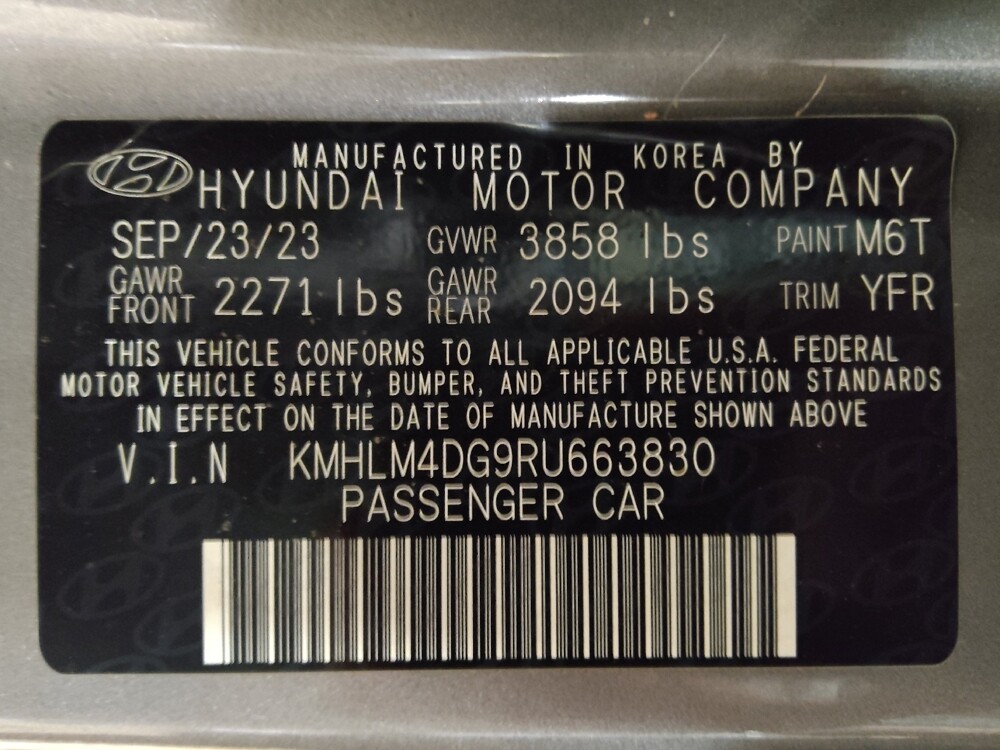 MANUFACTURED IN KOREA BY
HYUNDAI MOTOR COMPANY
SEP/23/23 GVWR 3858 lbs PAINT M6T
GAWR FRONT 2271 lbs GAWR REAR 2094 lbs TRIM YFR
THIS VEHICLE CONFORMS TO ALL APPLICABLE U.S.A. FEDERAL
MOTOR VEHICLE SAFETY, BUMPER, AND THEFT PREVENTION STANDARDS
IN EFFECT ON THE DATE OF MANUFACTURE SHOWN ABOVE
V.I.N KMHLM4DG9RU663830
PASSENGER CAR